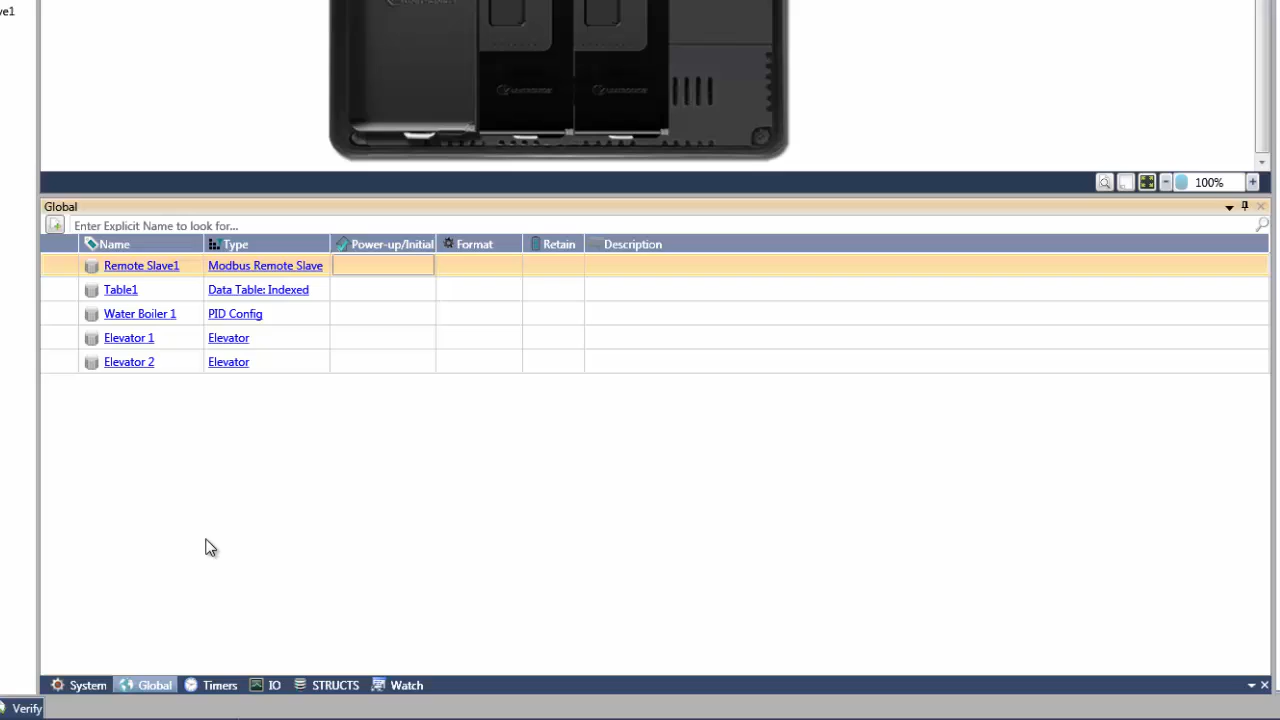 ve1
100%
Global
Enter Explicit Name to look for...
Name Type Power-up/Initial Format Retain Description
Remote Slave1 Modbus Remote Slave
Table1 Data Table: Indexed
Water Boiler 1 PID Config
Elevator 1 Elevator
Elevator 2 Elevator
System Global Timers IO STRUCTS Watch
Verify